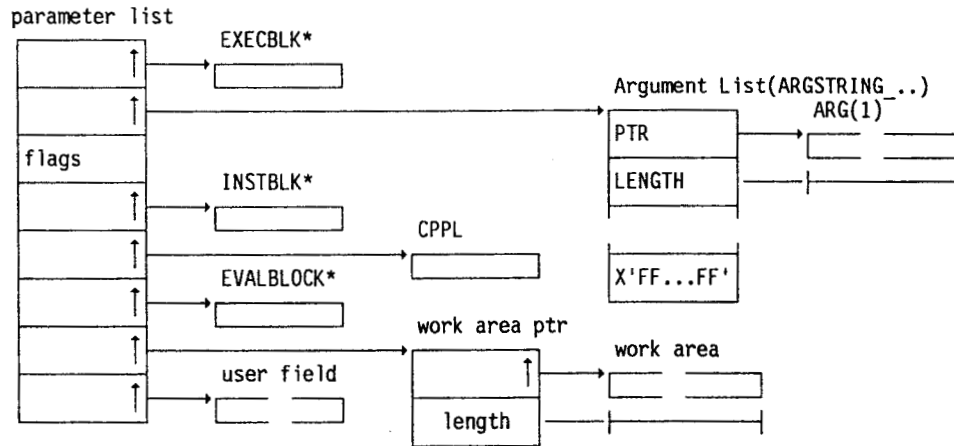 parameter list
EXECBLK*
Argument List(ARGSTRING_..)
ARG(1)
PTR
flags
LENGTH
INSTBLK*
CPPL
X'FF...FF'
EVALBLOCK*
work area ptr
work area
user field
length